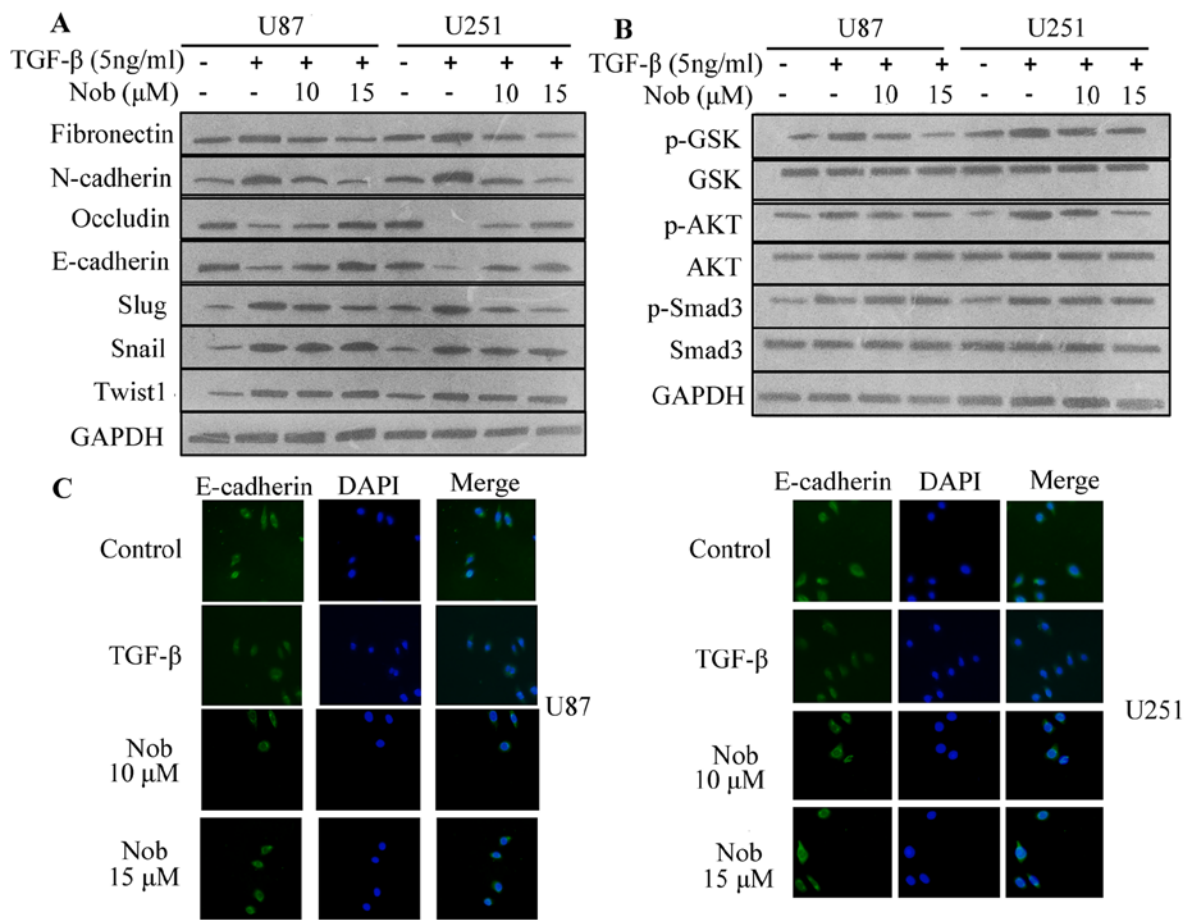 A
U87 U251
TGF-β (5ng/ml) - + + + - + + +
Nob (μM) - - 10 15 - - 10 15
Fibronectin
N-cadherin
Occludin
E-cadherin
Slug
Snail
Twist1
GAPDH
B
U87 U251
TGF-β (5ng/ml) - + + + - + + +
Nob (μM) - - 10 15 - - 10 15
p-GSK
GSK
p-AKT
AKT
p-Smad3
Smad3
GAPDH
C
E-cadherin DAPI Merge
Control
TGF-β
Nob
10 μM
Nob
15 μM
U87
E-cadherin DAPI Merge
Control
TGF-β
Nob
10 μM
Nob
15 μM
U251